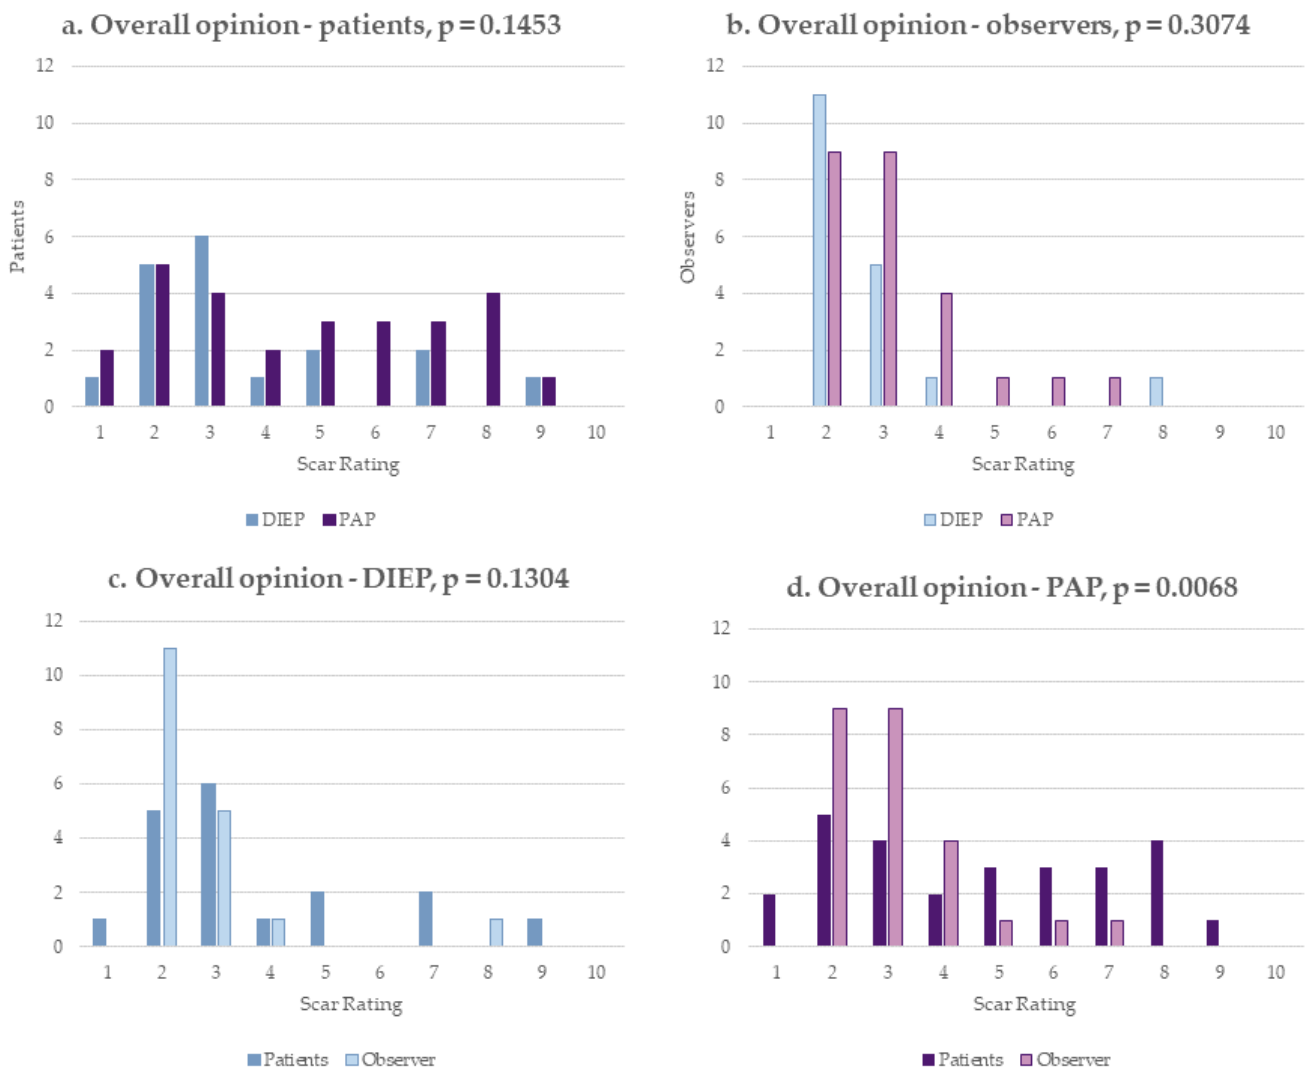 a. Overall opinion - patients, p = 0.1453
12
10
8
6
4
2
0
Patients
1 2 3 4 5 6 7 8 9 10
Scar Rating
DIEP PAP
b. Overall opinion - observers, p = 0.3074
12
10
8
6
4
2
0
Observers
1 2 3 4 5 6 7 8 9 10
Scar Rating
DIEP PAP
c. Overall opinion - DIEP, p = 0.1304
12
10
8
6
4
2
0
1 2 3 4 5 6 7 8 9 10
Scar Rating
Patients Observer
d. Overall opinion - PAP, p = 0.0068
12
10
8
6
4
2
0
1 2 3 4 5 6 7 8 9 10
Scar Rating
Patients Observer